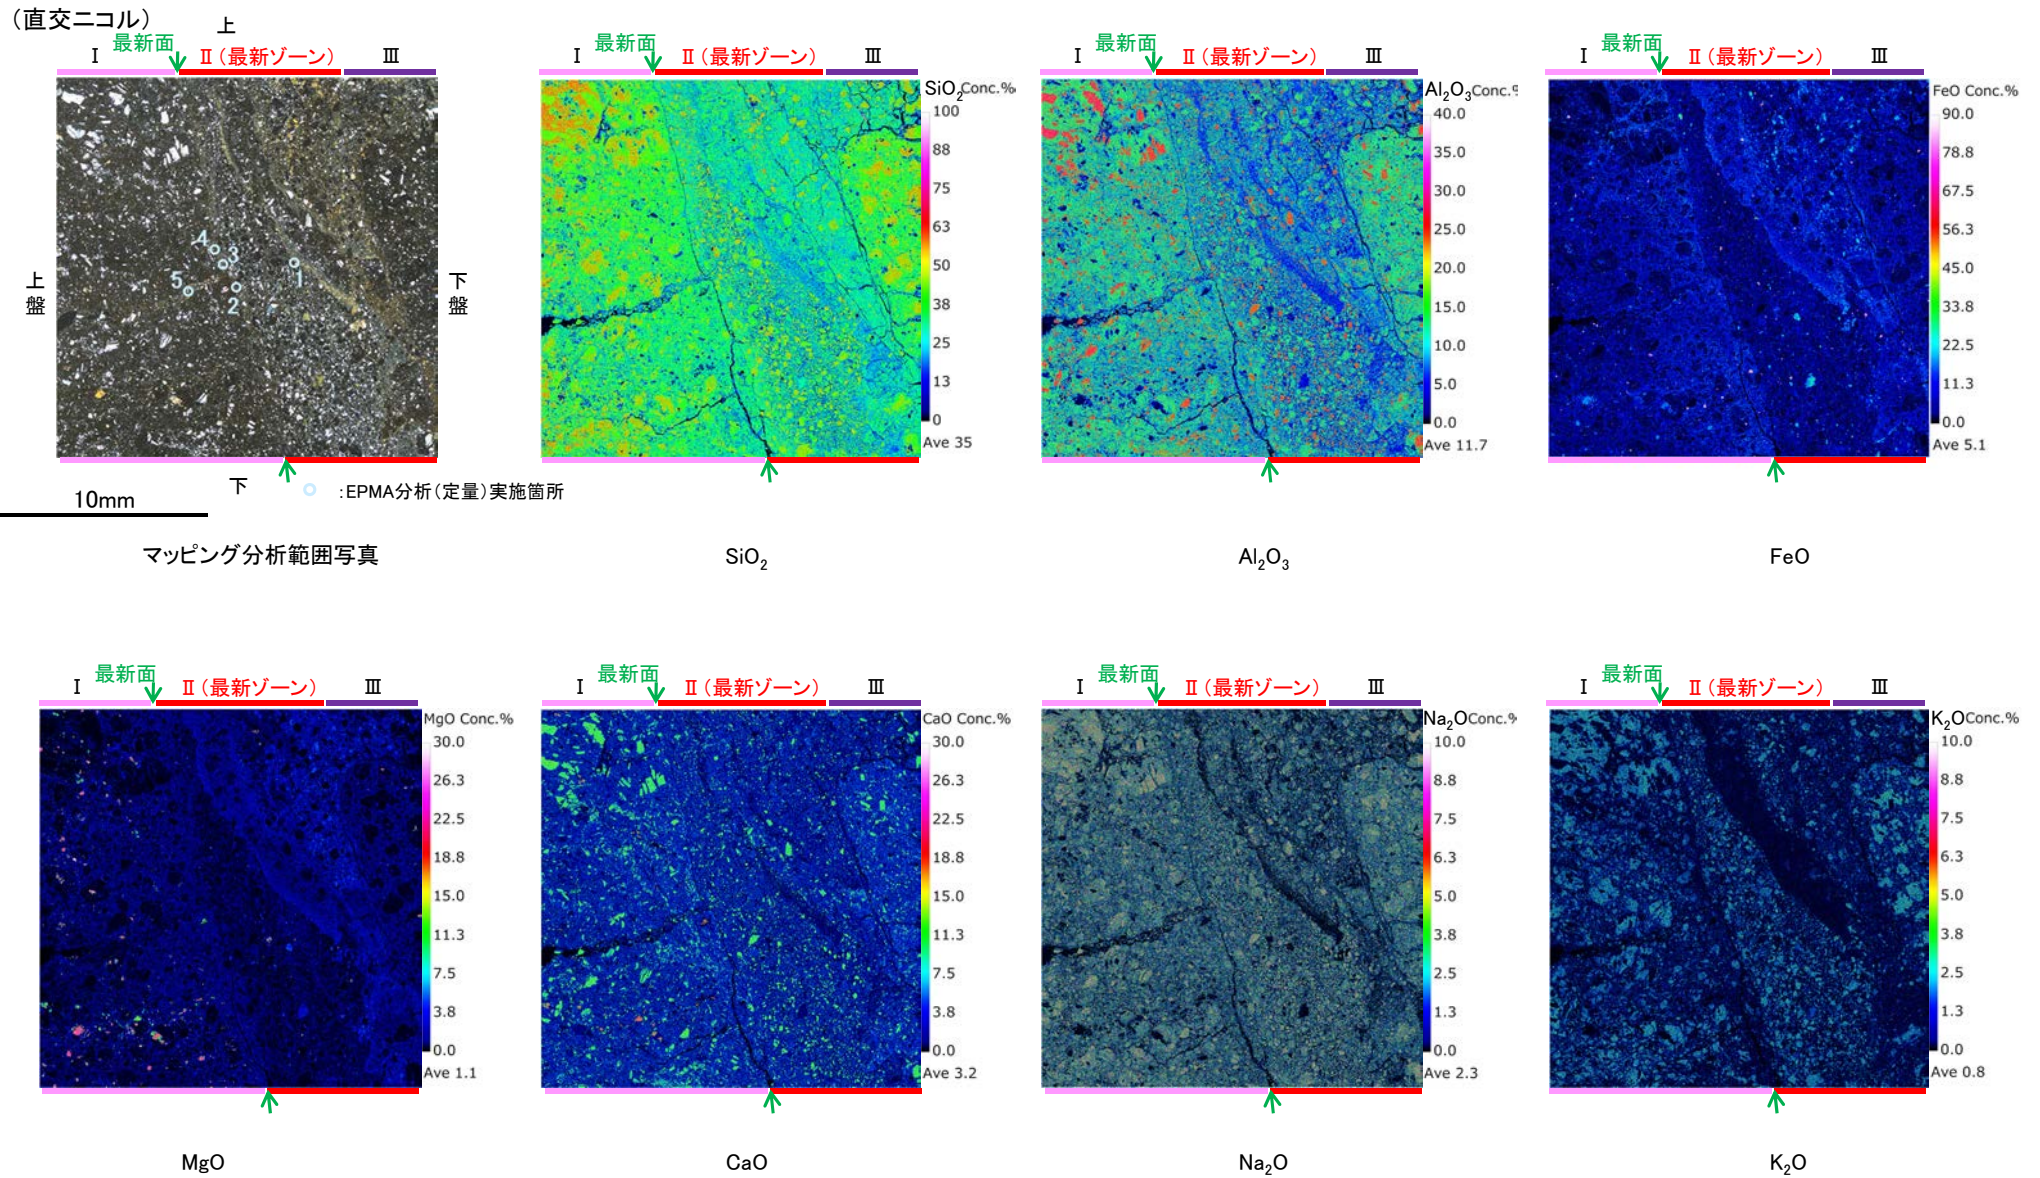 (直交ニコル)
上
Ⅰ 最新面 Ⅱ(最新ゾーン) Ⅲ
上盤
下盤
4
3
5
1
2
下
10mm
:EPMA分析(定量)実施箇所
マッピング分析範囲写真
Ⅰ 最新面 Ⅱ(最新ゾーン) Ⅲ
SiO₂Conc.%
100
88
75
63
50
38
25
13
0
Ave 35
SiO₂
Ⅰ 最新面 Ⅱ(最新ゾーン) Ⅲ
Al₂O₃Conc.%
40.0
35.0
30.0
25.0
20.0
15.0
10.0
5.0
0.0
Ave 11.7
Al₂O₃
Ⅰ 最新面 Ⅱ(最新ゾーン) Ⅲ
FeO Conc.%
90.0
78.8
67.5
56.3
45.0
33.8
22.5
11.3
0.0
Ave 5.1
FeO
Ⅰ 最新面 Ⅱ(最新ゾーン) Ⅲ
MgO Conc.%
30.0
26.3
22.5
18.8
15.0
11.3
7.5
3.8
0.0
Ave 1.1
MgO
Ⅰ 最新面 Ⅱ(最新ゾーン) Ⅲ
CaO Conc.%
30.0
26.3
22.5
18.8
15.0
11.3
7.5
3.8
0.0
Ave 3.2
CaO
Ⅰ 最新面 Ⅱ(最新ゾーン) Ⅲ
Na₂OConc.%
10.0
8.8
7.5
6.3
5.0
3.8
2.5
1.3
0.0
Ave 2.3
Na₂O
Ⅰ 最新面 Ⅱ(最新ゾーン) Ⅲ
K₂OConc.%
10.0
8.8
7.5
6.3
5.0
3.8
2.5
1.3
0.0
Ave 0.8
K₂O